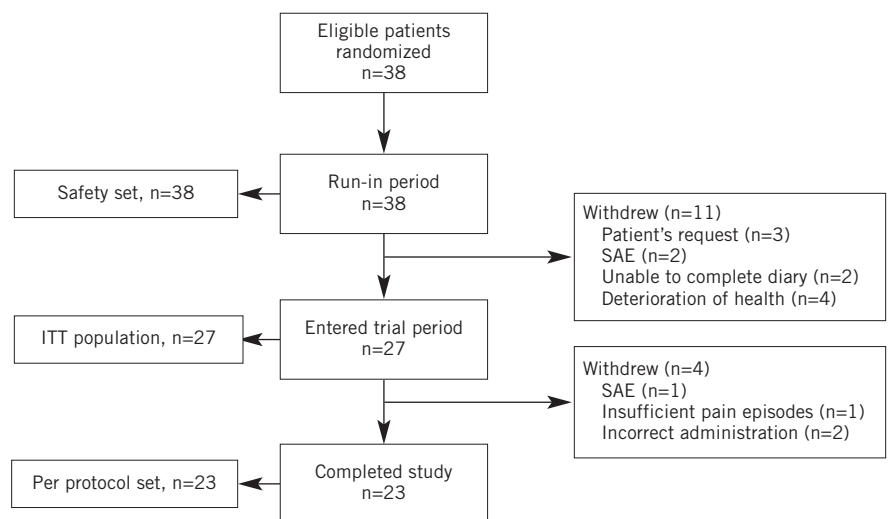 Eligible patients
randomized
n=38
Run-in period
n=38
Safety set, n=38
Withdrew (n=11)
Patient's request (n=3)
SAE (n=2)
Unable to complete diary (n=2)
Deterioration of health (n=4)
Entered trial period
n=27
ITT population, n=27
Withdrew (n=4)
SAE (n=1)
Insufficient pain episodes (n=1)
Incorrect administration (n=2)
Completed study
n=23
Per protocol set, n=23